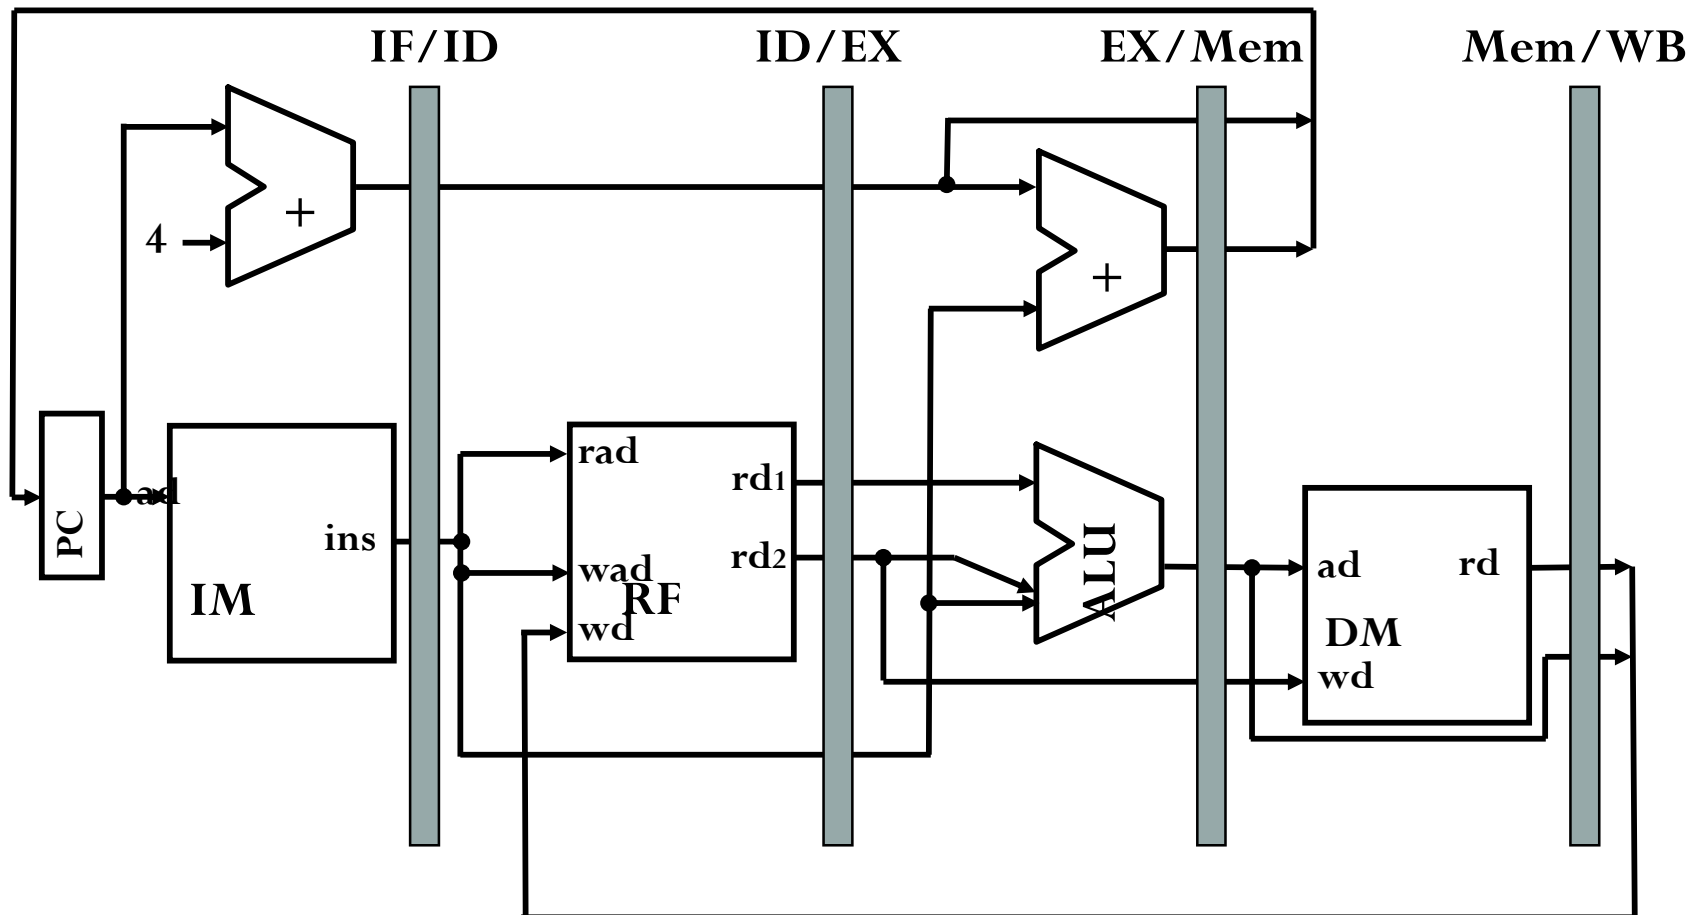 IF/ID
ID/EX
EX/Mem
Mem/WB
+
4
+
PC
ad
ins
IM
rad
wad
RF
wd
rd1
rd2
ALU
ad
rd
DM
wd